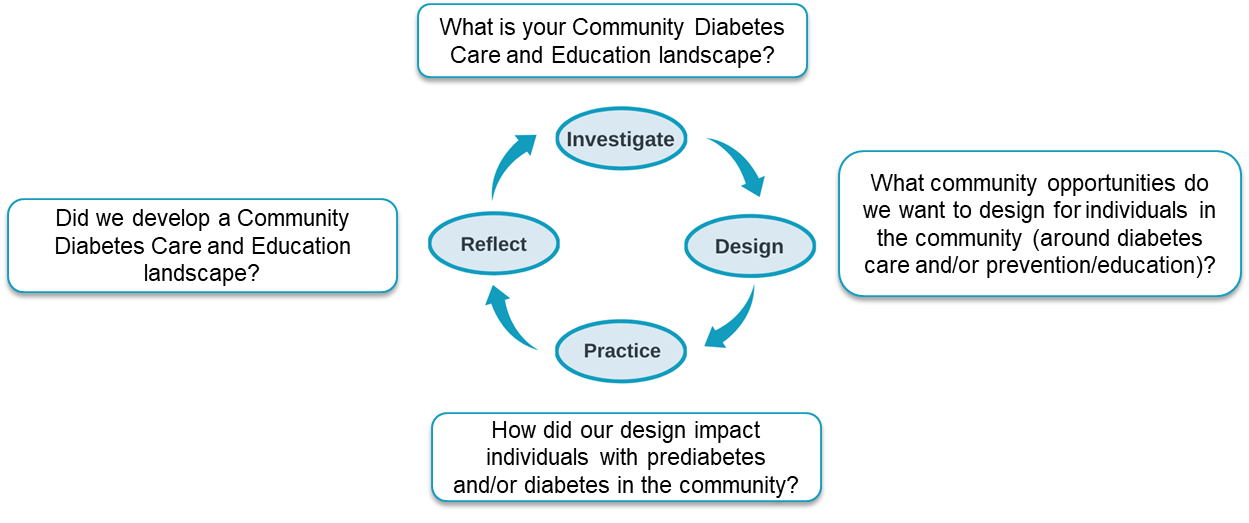 What is your Community Diabetes
Care and Education landscape?
Investigate
What community opportunities do
we want to design for individuals in
the community (around diabetes
care and/or prevention/education)?
Design
Did we develop a Community
Diabetes Care and Education
landscape?
Reflect
Practice
How did our design impact
individuals with prediabetes
and/or diabetes in the community?